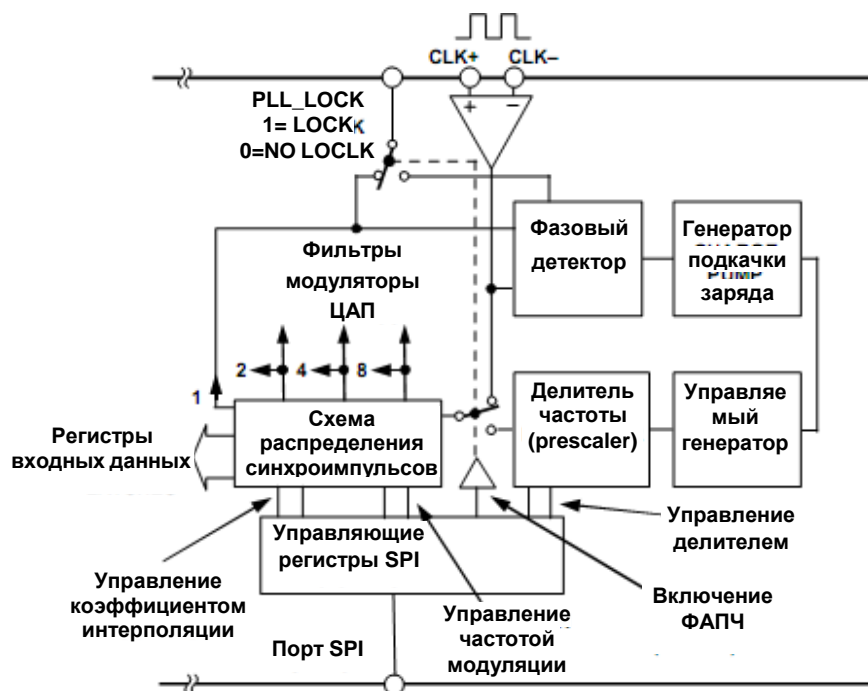 CLK+ CLK–
PLL_LOCK
1= LOCK
0=NO LOCLK
+ –
Фазовый
детектор
Генератор
подкачки
заряда
Фильтры
модуляторы
ЦАП
2 4 8
1
Схема
распределения
синхроимпульсов
Делитель
частоты
(prescaler)
Управляе
мый
генератор
Регистры
входных данных
Управляющие
регистры SPI
Управление
делителем
Управление
коэффициентом
интерполяции
Порт SPI
Управление
частотой
модуляции
Включение
ФАПЧ